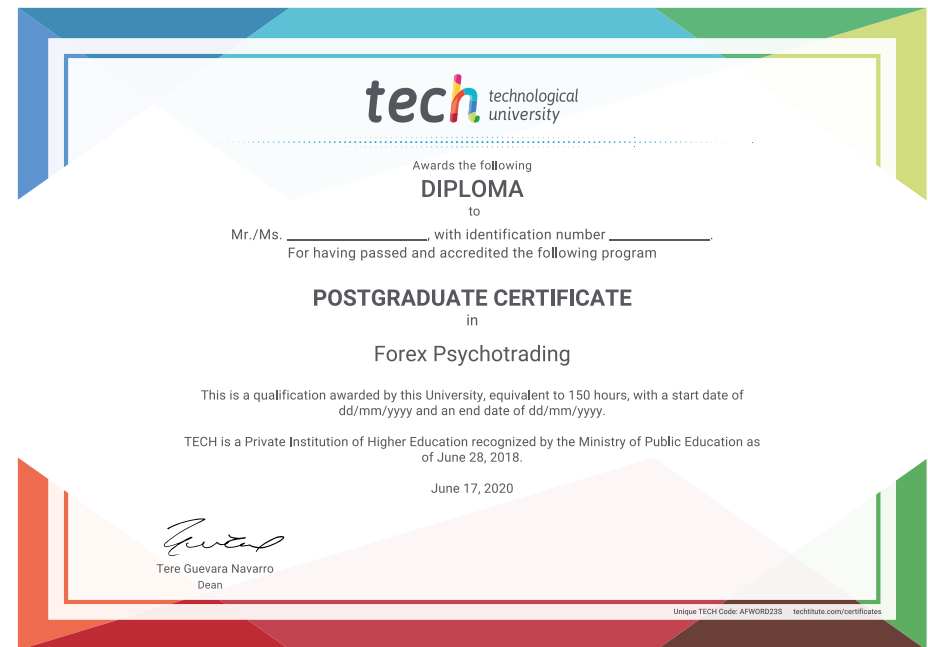 tech technological
university
Awards the following
DIPLOMA
to
Mr./Ms. ____________, with identification number ____________.
For having passed and accredited the following program
POSTGRADUATE CERTIFICATE
in
Forex Psychotrading
This is a qualification awarded by this University, equivalent to 150 hours, with a start date of
dd/mm/yyyy and an end date of dd/mm/yyyy.
TECH is a Private Institution of Higher Education recognized by the Ministry of Public Education as
of June 28, 2018.
June 17, 2020
Tere Guevara Navarro
Dean
Unique TECH Code: AFWORD23S techtitute.com/certificates